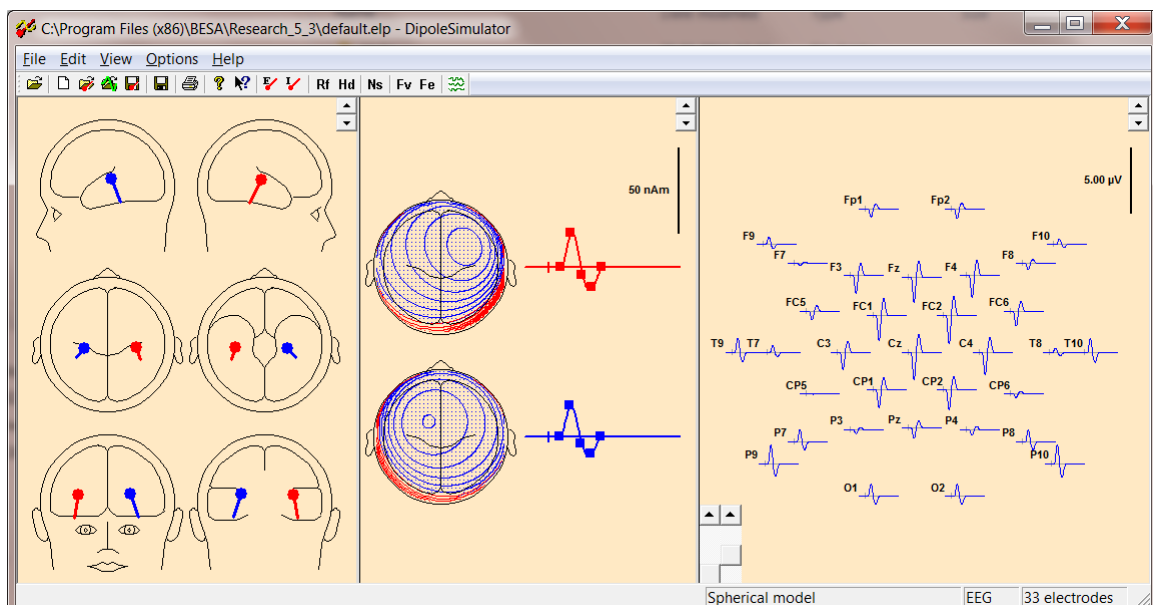 C:\Program Files (x86)\BESA\Research_5_3\default.elp - DipoleSimulator
File Edit View Options Help
Rf Hd Ns Fv Fe
50 nAm
5.00 µV
Fp1 Fp2
F9 F10
F7 F3 Fz F4 F8
FC5 FC1 FC2 FC6
T9 T7 C3 Cz C4 T8 T10
CP5 CP1 CP2 CP6
P7 P3 Pz P4 P8
P9 P10
O1 O2
Spherical model EEG 33 electrodes